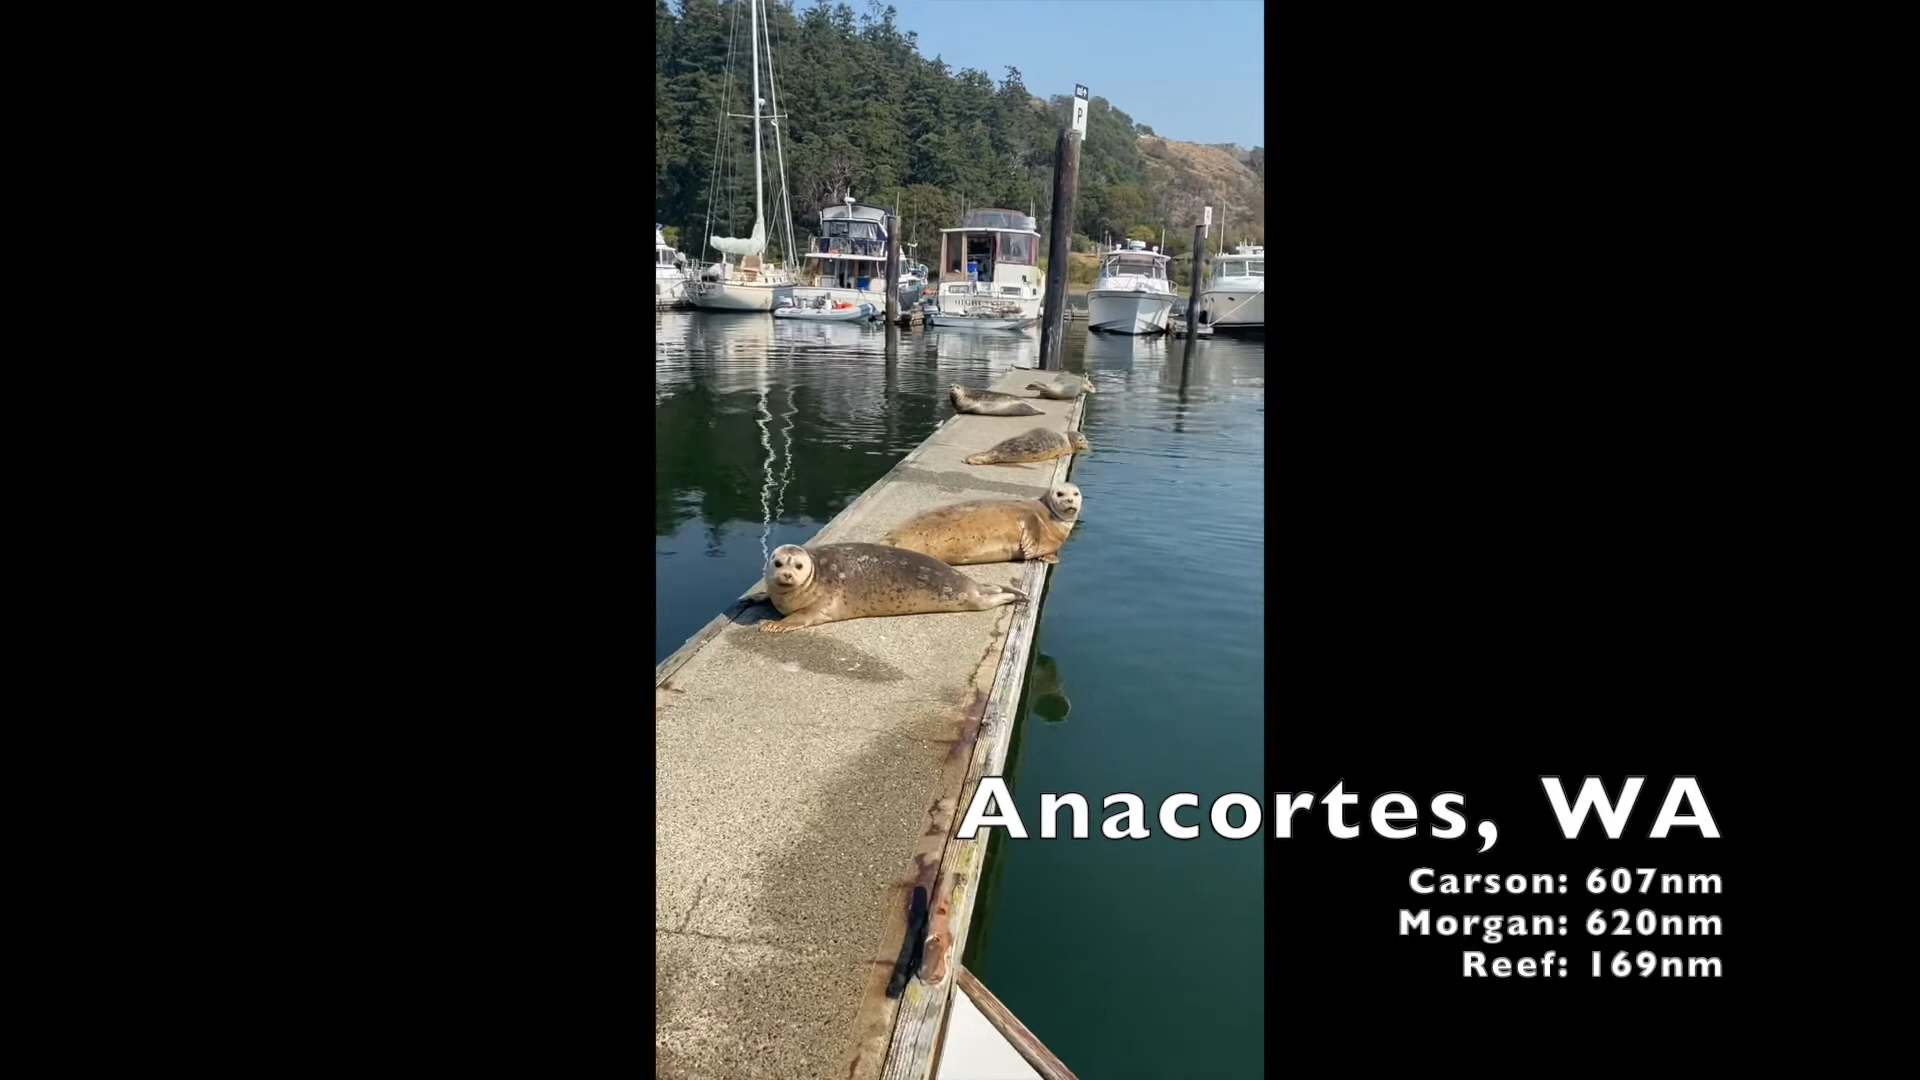 P
Anacortes, WA
Carson: 607nm
Morgan: 620nm
Reef: 169nm